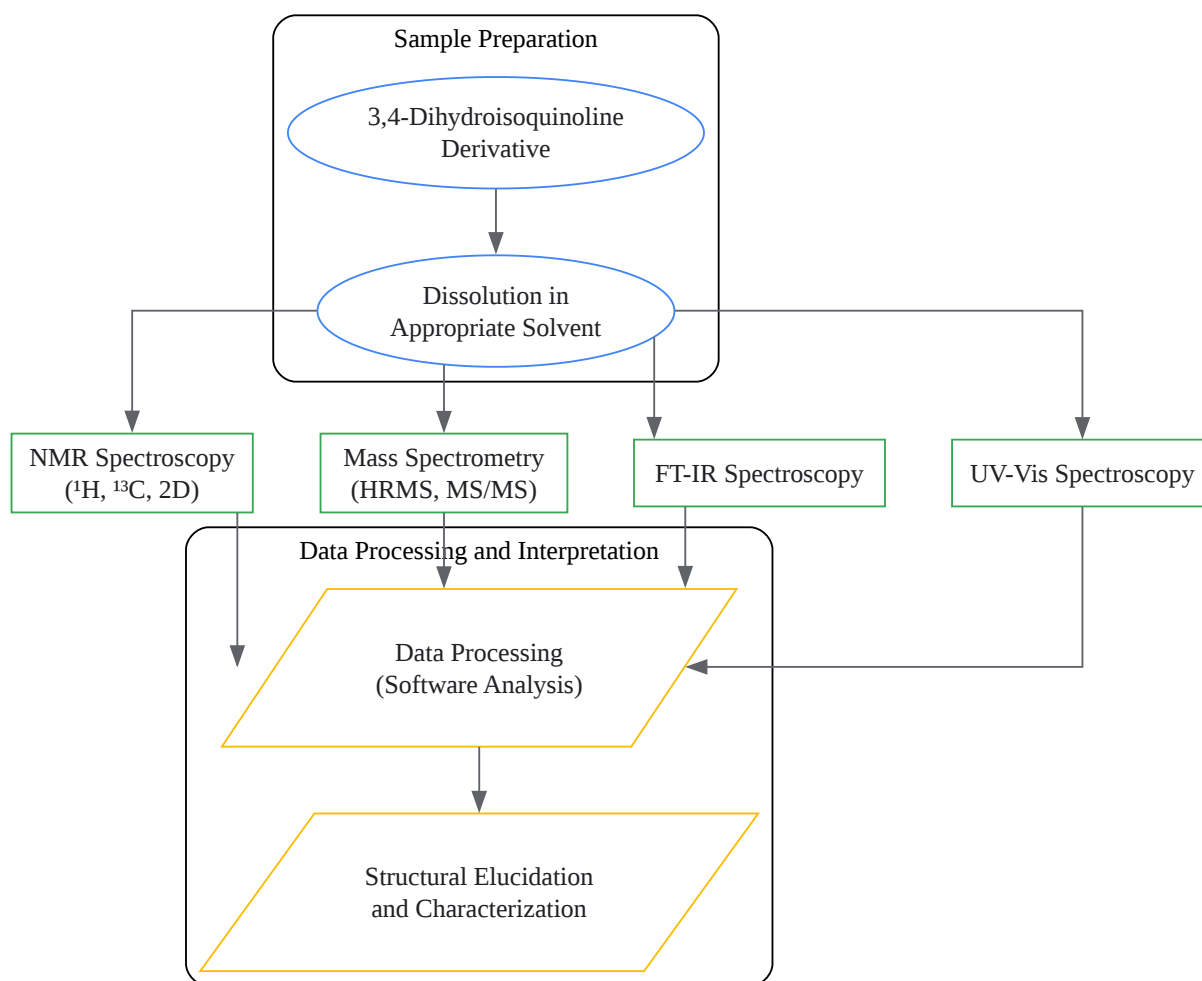 Sample Preparation
3,4-Dihydroisoquinoline
Derivative
Dissolution in
Appropriate Solvent
NMR Spectroscopy
(¹H, ¹³C, 2D)
Mass Spectrometry
(HRMS, MS/MS)
FT-IR Spectroscopy
UV-Vis Spectroscopy
Data Processing and Interpretation
Data Processing
(Software Analysis)
Structural Elucidation
and Characterization